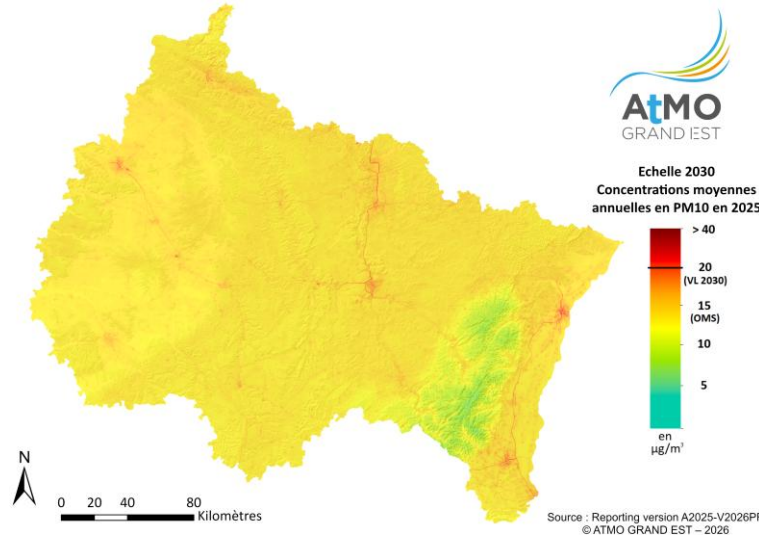 AtMO
GRAND EST
Echelle 2030
Concentrations moyennes
annuelles en PM10 en 2025
> 40
20
(VL 2030)
15
(OMS)
10
5
en
µg/m³
N
0 20 40 80
Kilomètres
Source : Reporting version A2025-V2026PR
© ATMO GRAND EST – 2026